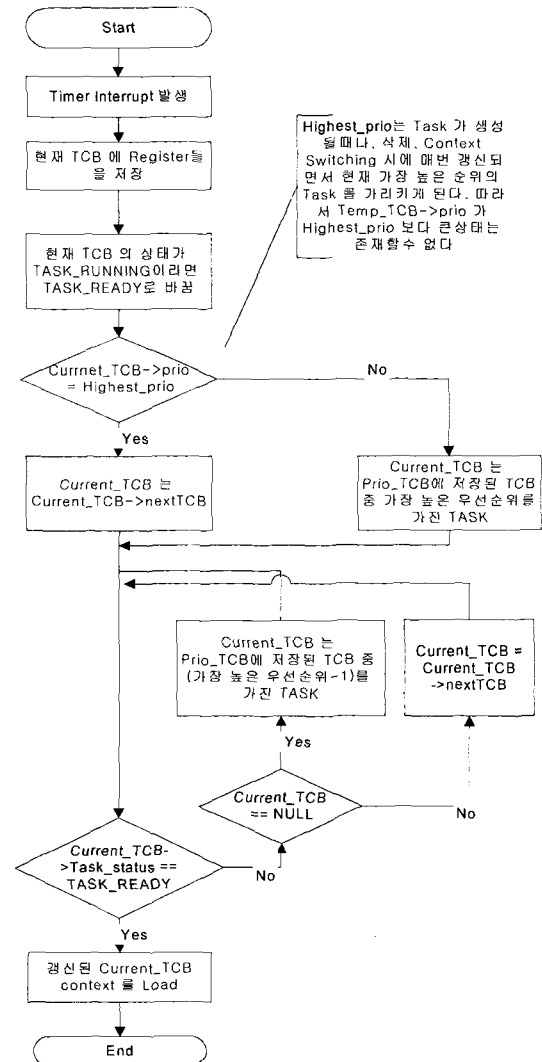 Start
Timer Interrupt 발생
현재 TCB 에 Register들
을 저장
Highest_prio는 Task 가 생성
될때나, 삭제, Context
Switching 시에 매번 갱신되
면서 현재 가장 높은 순위의
Task 를 가리키게 된다. 따라
서 Temp_TCB->prio 가
Highest_prio 보다 큰상태는
존재할수 없다
현재 TCB 의 상태가
TASK_RUNNING이라면
TASK_READY로 바꿈
Currnet_TCB->prio
= Highest_prio
No
Yes
Current_TCB 는
Current_TCB->nextTCB
Current_TCB 는
Prio_TCB에 저장된 TCB
중 가장 높은 우선순위를
가진 TASK
Current_TCB 는
Prio_TCB에 저장된 TCB 중
(가장 높은 우선순위-1)를
가진 TASK
Current_TCB =
Current_TCB
->nextTCB
Yes
Current_TCB
== NULL
No
Current_TCB-
>Task_status ==
TASK_READY
No
Yes
갱신된 Current_TCB
context 를 Load
End